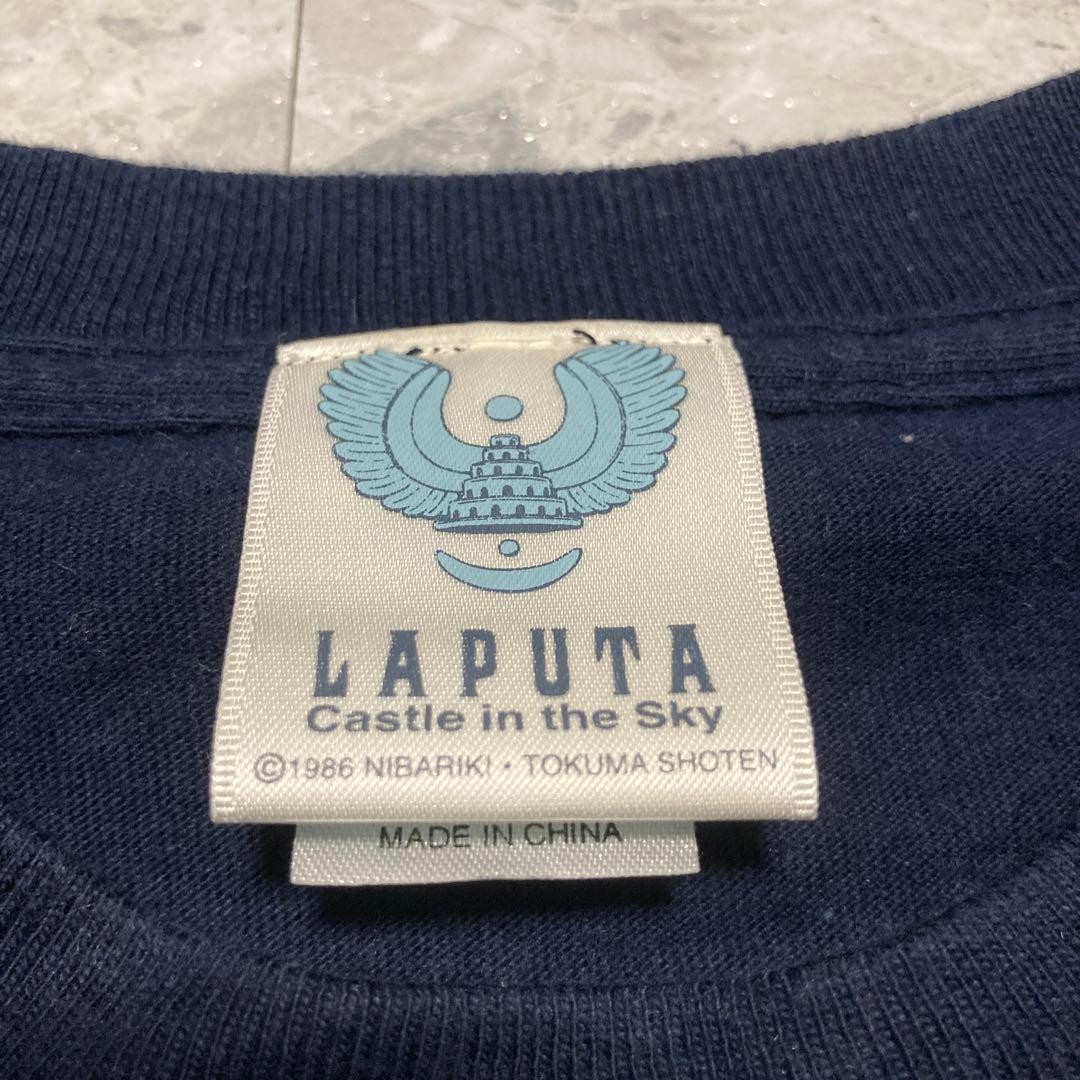 LAPUTA
Castle in the Sky
©1986 NIBARIKI・TOKUMA SHOTEN
MADE IN CHINA